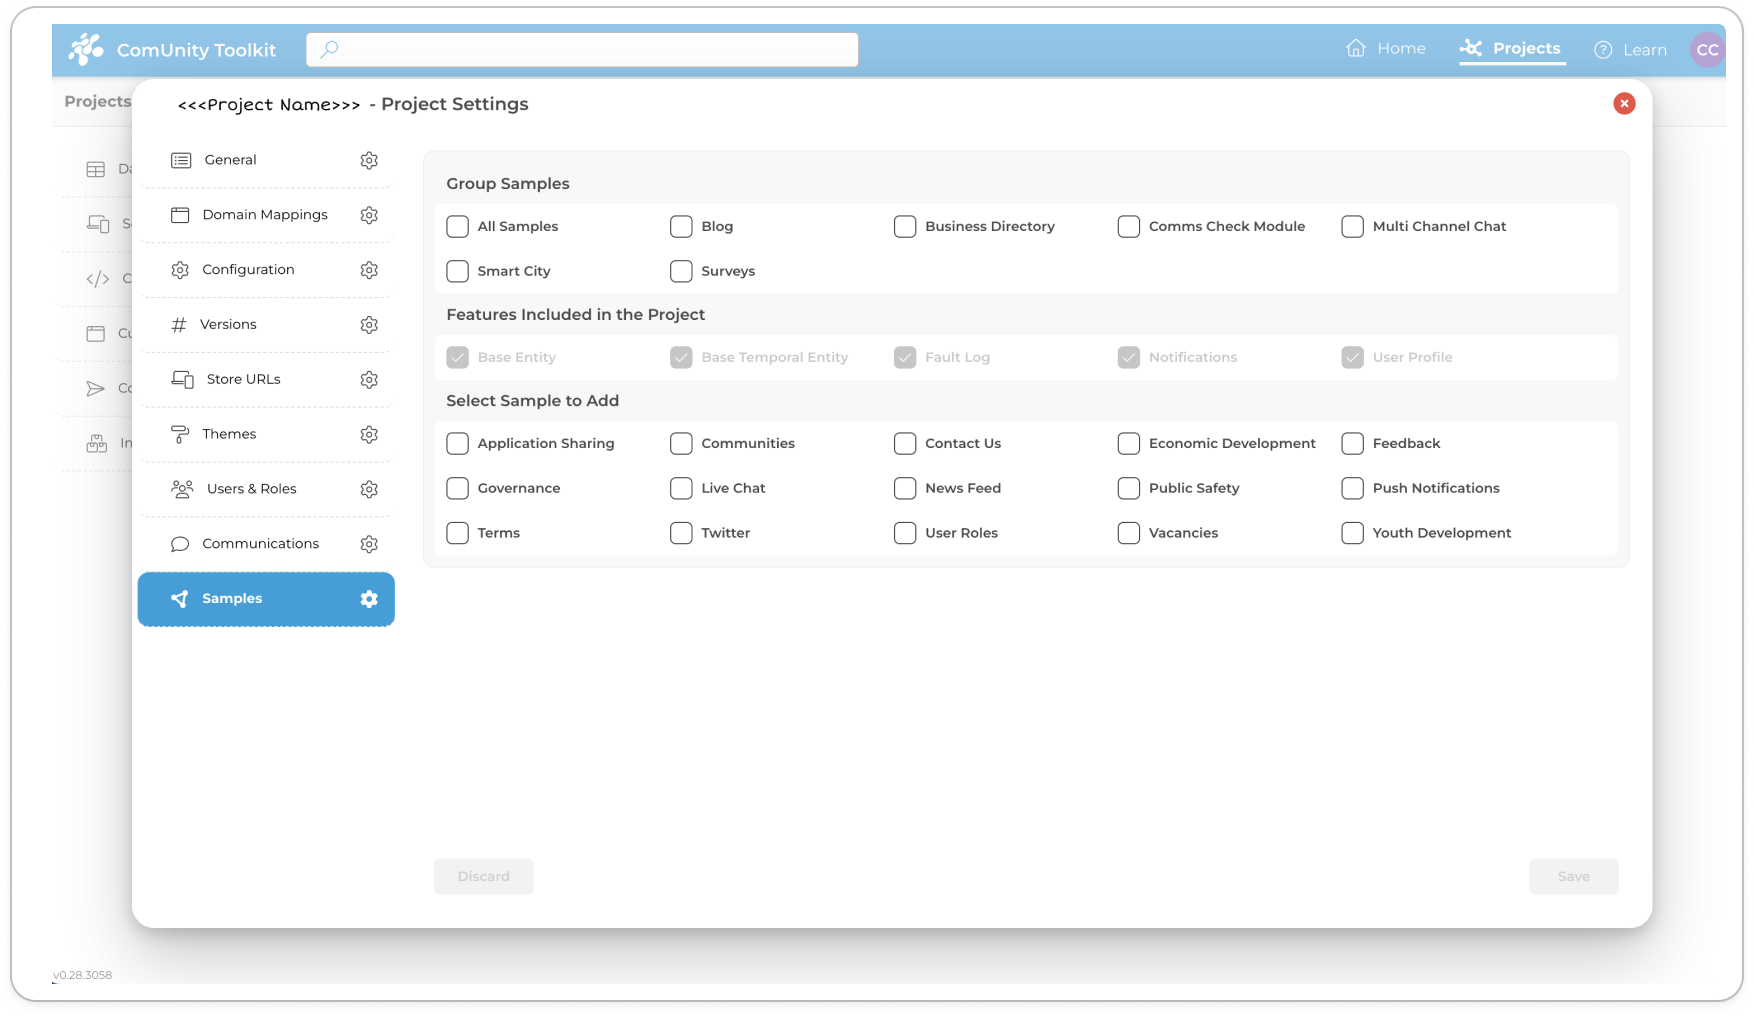 ComUnity Toolkit
Home
Projects
Learn
CC
Projects
<<<Project Name>>> - Project Settings
General
Domain Mappings
Configuration
Versions
Store URLs
Themes
Users & Roles
Communications
Samples
Group Samples
All Samples Blog Business Directory Comms Check Module Multi Channel Chat
Smart City Surveys
Features Included in the Project
Base Entity Base Temporal Entity Fault Log Notifications User Profile
Select Sample to Add
Application Sharing Communities Contact Us Economic Development Feedback
Governance Live Chat News Feed Public Safety Push Notifications
Terms Twitter User Roles Vacancies Youth Development
Discard Save
v0.28.3058